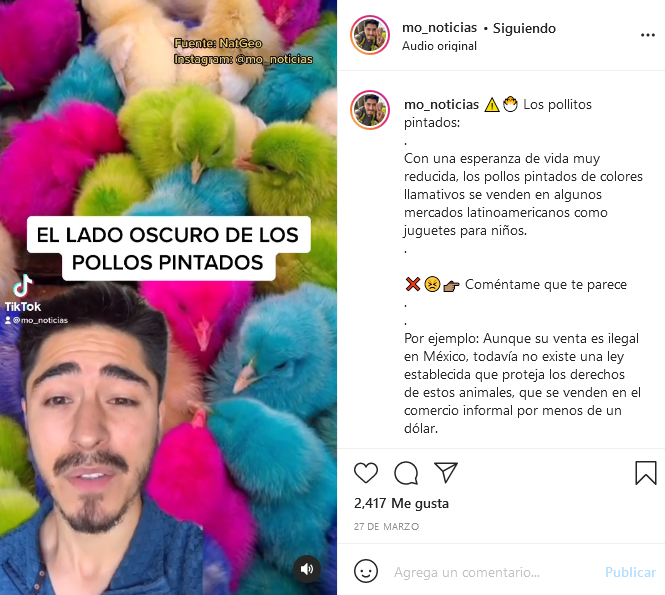 Fuente: NatGeo
Instagram: @mo_noticias
EL LADO OSCURO DE LOS
POLLOS PINTADOS
TikTok
@mo_noticias
mo_noticias • Siguiendo
Audio original
mo_noticias ⚠️🐣 Los pollitos
pintados:
.
Con una esperanza de vida muy
reducida, los pollos pintados de colores
llamativos se venden en algunos
mercados latinoamericanos como
juguetes para niños.
.
❌😣👉🏽 Coméntame que te parece
.
.
Por ejemplo: Aunque su venta es ilegal
en México, todavía no existe una ley
establecida que proteja los derechos
de estos animales, que se venden en el
comercio informal por menos de un
dólar.
2,417 Me gusta
27 DE MARZO
Agrega un comentario...
Publicar